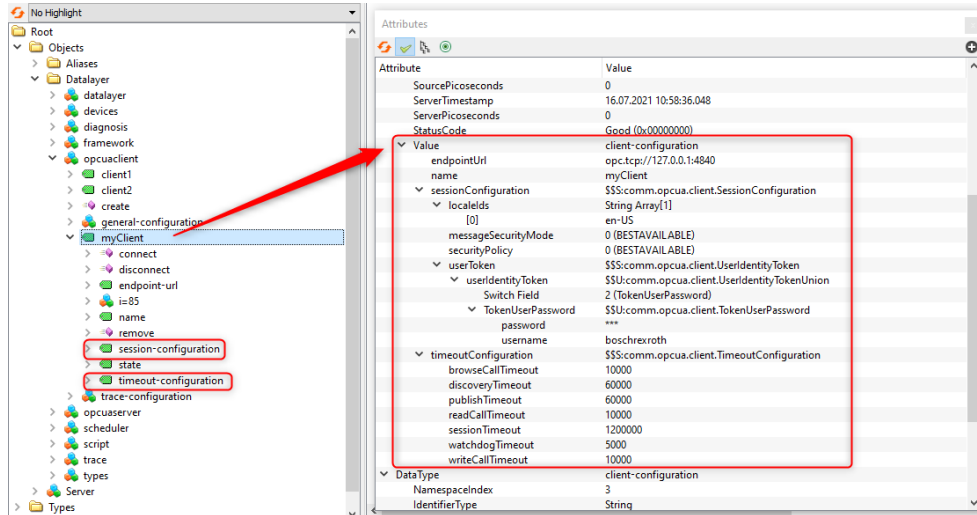 No Highlight
Root
Objects
Aliases
Datalayer
datalayer
devices
diagnosis
framework
opcuaclient
client1
client2
create
general-configuration
myClient
connect
disconnect
endpoint-url
i=85
name
remove
session-configuration
state
timeout-configuration
trace-configuration
opcuaserver
scheduler
script
trace
types
Server
Types
Attributes
Attribute Value
SourcePicoseconds 0
ServerTimestamp 16.07.2021 10:58:36.048
ServerPicoseconds 0
StatusCode Good (0x00000000)
Value client-configuration
endpointUrl opc.tcp://127.0.0.1:4840
name myClient
sessionConfiguration $$S:comm.opcua.client.SessionConfiguration
localeIds String Array[1]
[0] en-US
messageSecurityMode 0 (BESTAVAILABLE)
securityPolicy 0 (BESTAVAILABLE)
userToken $$S:comm.opcua.client.UserIdentityToken
userIdentityToken $$U:comm.opcua.client.UserIdentityTokenUnion
Switch Field 2 (TokenUserPassword)
TokenUserPassword $$U:comm.opcua.client.TokenUserPassword
password ***
username boschrexroth
timeoutConfiguration $$S:comm.opcua.client.TimeoutConfiguration
browseCallTimeout 10000
discoveryTimeout 60000
publishTimeout 60000
readCallTimeout 10000
sessionTimeout 1200000
watchdogTimeout 5000
writeCallTimeout 10000
DataType client-configuration
NamespaceIndex 3
IdentifierType String